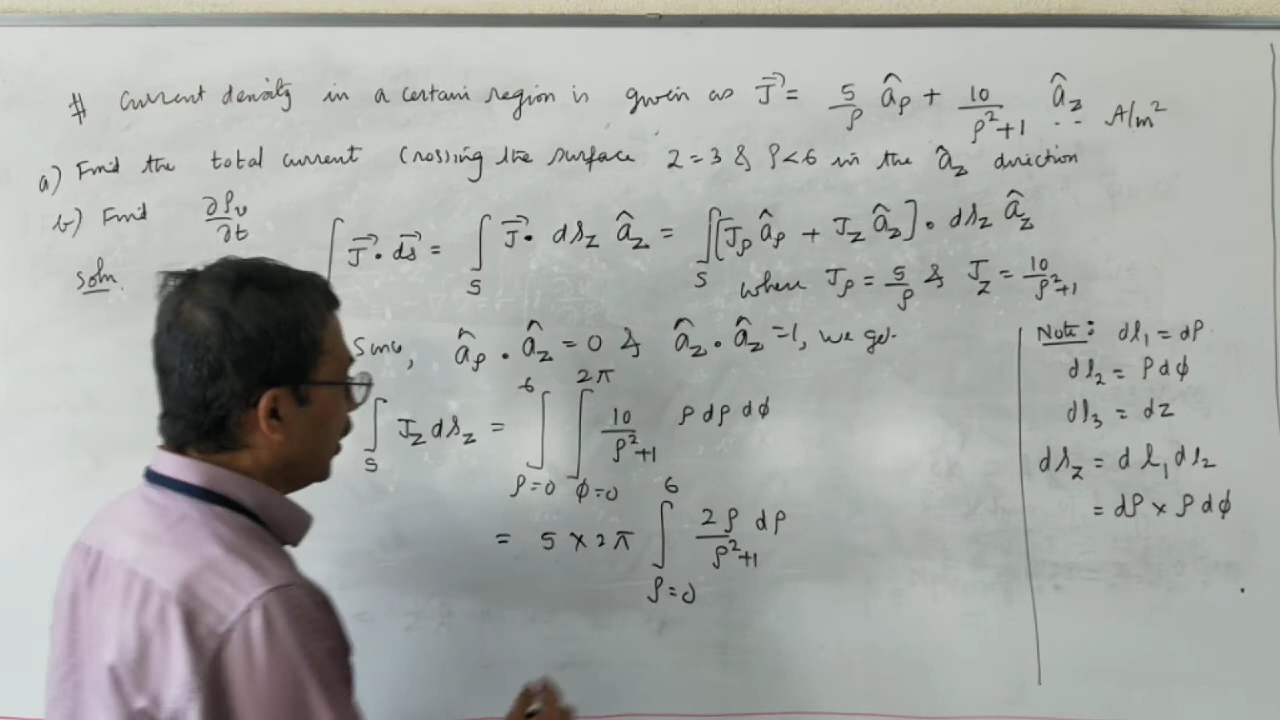 # Current density in a certain region is given as J⃗ = 5/ρ âρ + 10/(ρ²+1) âz A/m²
a) Find the total current crossing the surface z=3 & ρ<6 in the âz direction
b) Find ∂ρv/∂t
Soln.
∫ J⃗ • ds⃗ = ∫S J⃗ • dsz âz = ∫S [Jρ âρ + Jz âz] • dsz âz
where Jρ = 5/ρ & Jz = 10/(ρ²+1)
Since, âρ • âz = 0 & âz • âz = 1, we get
∫S Jz dsz = ∫ρ=0^6 ∫ϕ=0^2π 10/(ρ²+1) ρ dρ dϕ
= 5 × 2π ∫ρ=0^6 2ρ dρ/(ρ²+1)
Note: dl₁ = dρ
dl₂ = ρdϕ
dl₃ = dz
dsz = dl₁ dl₂
= dρ × ρdϕ